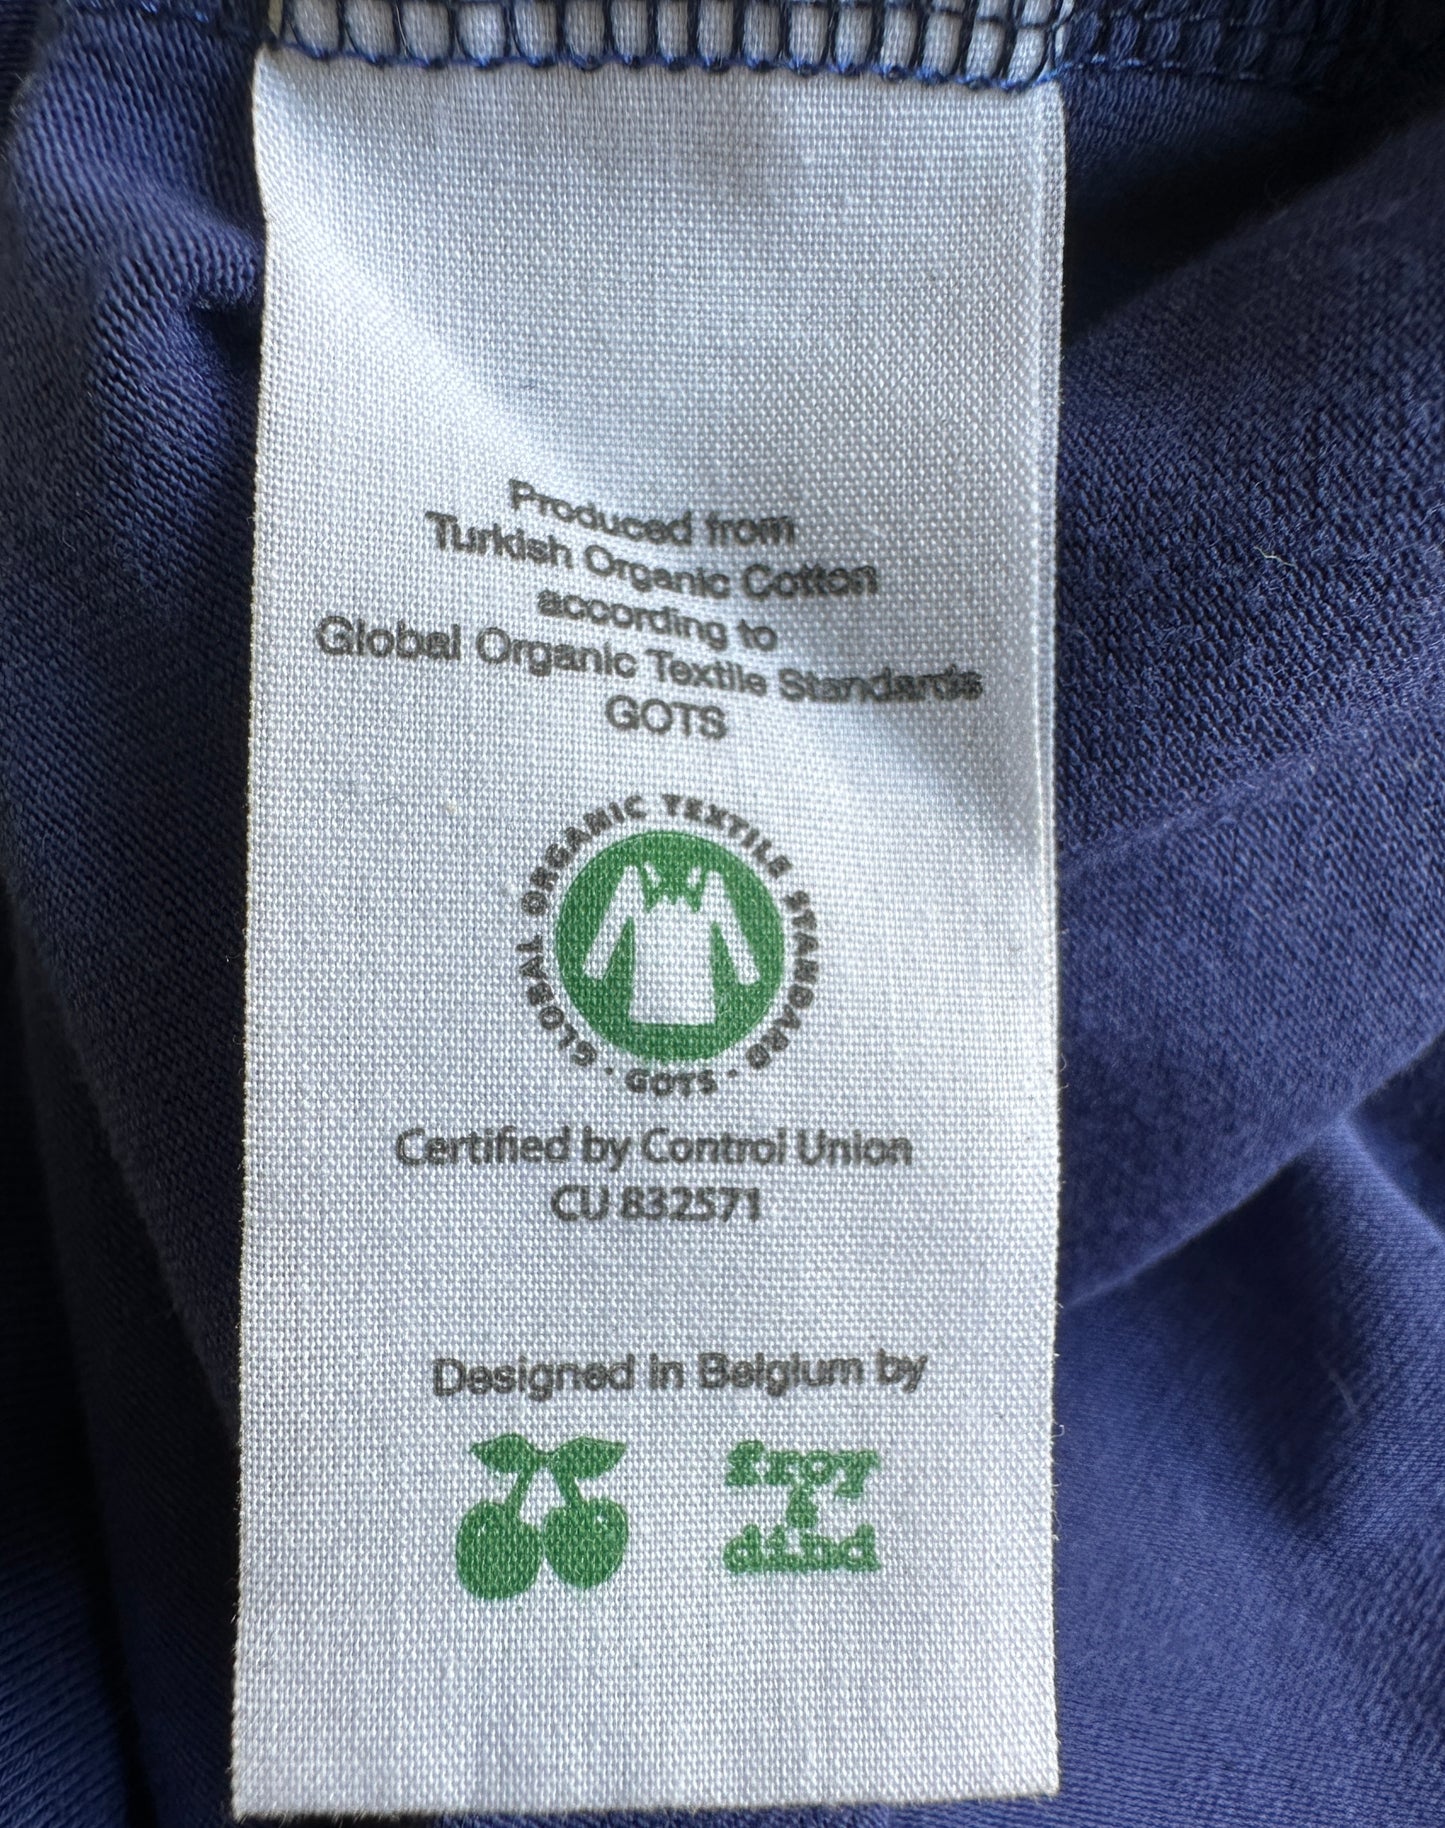 Produced from
Turkish Organic Cotton
according to
Global Organic Textile Standards
GOTS
GLOBAL ORGANIC TEXTILE STANDARD · GOTS ·
Certified by Control Union
CU 832571
Designed in Belgium by
froy
&
dind